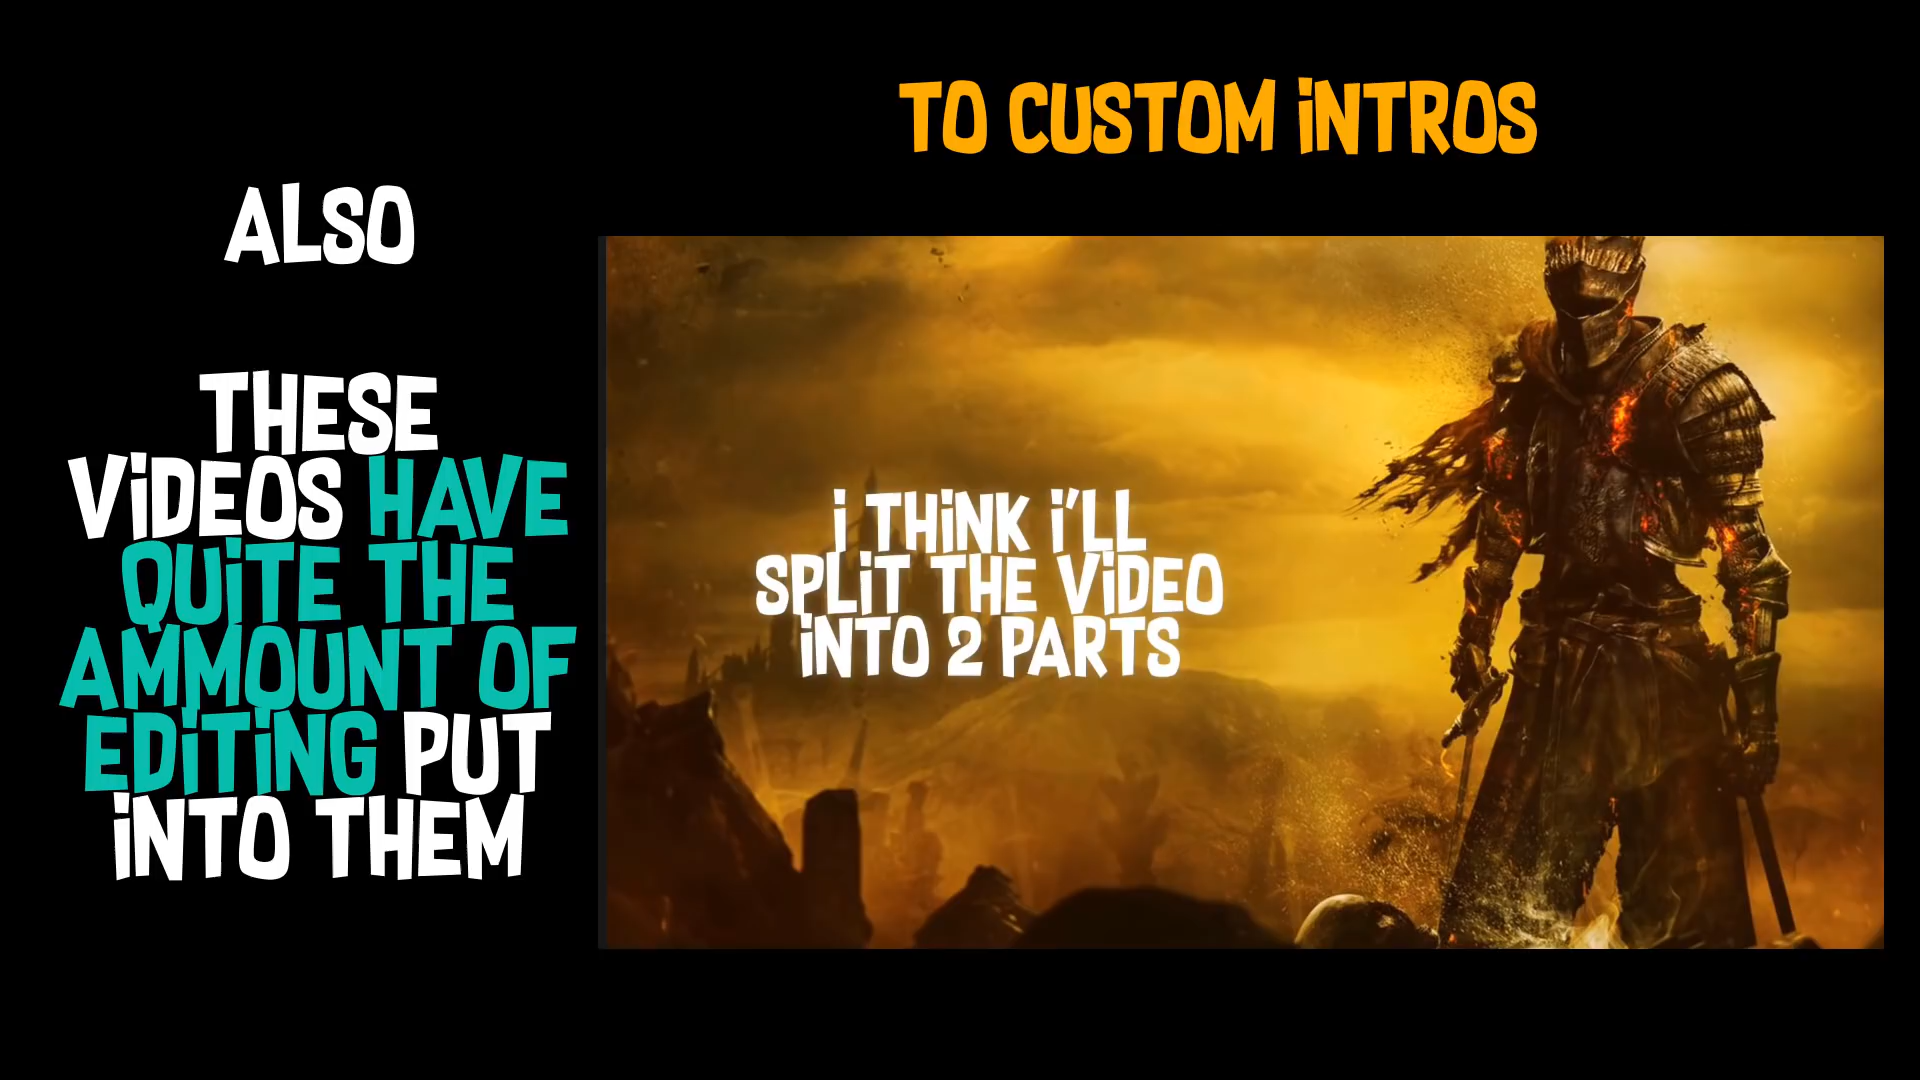 TO CUSTOM iNTROS
ALSO
THESE
ViDEOS HAVE
QUiTE THE
AMMOUNT OF
EDiTiNG PUT
iNTO THEM
i THiNK i'LL
SPLiT THE ViDEO
iNTO 2 PARTS